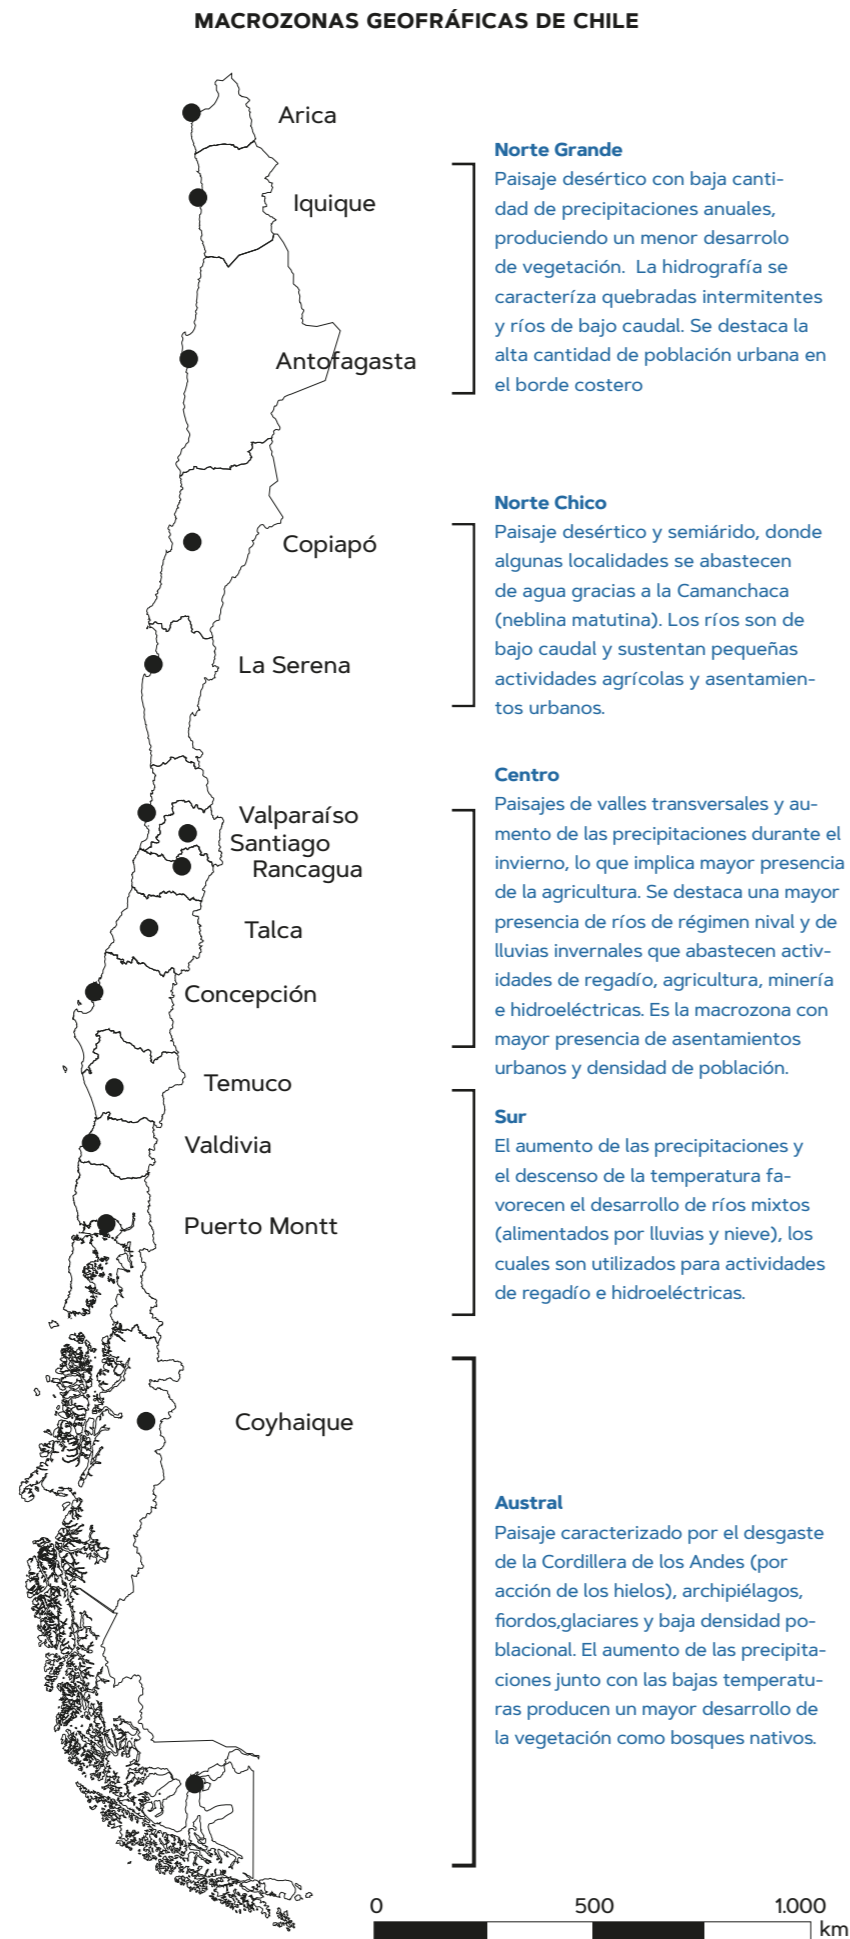 MACROZONAS GEOFRÁFICAS DE CHILE
Arica
Iquique
Antofagasta
Copiapó
La Serena
Valparaíso
Santiago
Rancagua
Talca
Concepción
Temuco
Valdivia
Puerto Montt
Coyhaique
Norte Grande
Paisaje desértico con baja canti-
dad de precipitaciones anuales,
produciendo un menor desarrolo
de vegetación. La hidrografía se
caracteríza quebradas intermitentes
y ríos de bajo caudal. Se destaca la
alta cantidad de población urbana en
el borde costero
Norte Chico
Paisaje desértico y semiárido, donde
algunas localidades se abastecen
de agua gracias a la Camanchaca
(neblina matutina). Los ríos son de
bajo caudal y sustentan pequeñas
actividades agrícolas y asentamien-
tos urbanos.
Centro
Paisajes de valles transversales y au-
mento de las precipitaciones durante el
invierno, lo que implica mayor presencia
de la agricultura. Se destaca una mayor
presencia de ríos de régimen nival y de
lluvias invernales que abastecen activ-
idades de regadío, agricultura, minería
e hidroeléctricas. Es la macrozona con
mayor presencia de asentamientos
urbanos y densidad de población.
Sur
El aumento de las precipitaciones y
el descenso de la temperatura fa-
vorecen el desarrollo de ríos mixtos
(alimentados por lluvias y nieve), los
cuales son utilizados para actividades
de regadío e hidroeléctricas.
Austral
Paisaje caracterizado por el desgaste
de la Cordillera de los Andes (por
acción de los hielos), archipiélagos,
fiordos,glaciares y baja densidad po-
blacional. El aumento de las precipita-
ciones junto con las bajas temperatu-
ras producen un mayor desarrollo de
la vegetación como bosques nativos.
0 500 1.000
km